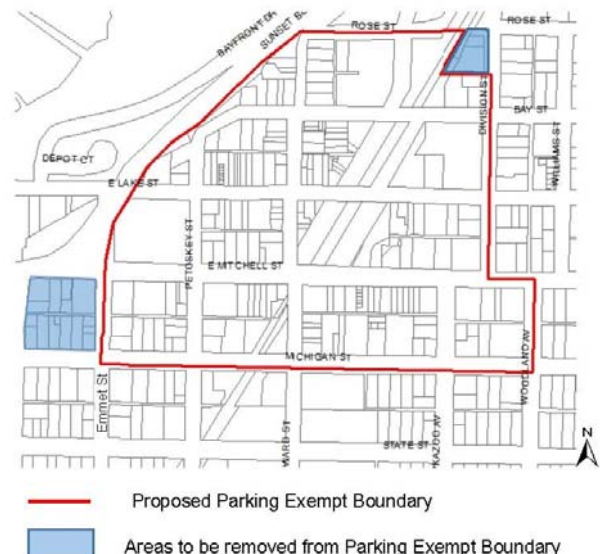 BAYFRONT DR
SUNSET
ROSE ST
ROSE ST
DIVISION ST
BAY ST
WILLIAMS ST
DEPOT CT
E LAKE ST
PETOSKEY ST
E MITCHELL ST
MICHIGAN ST
WOODLAND AV
Emmet St
WARD ST
KAZOO AV
STATE ST
N
Proposed Parking Exempt Boundary
Areas to be removed from Parking Exempt Boundary